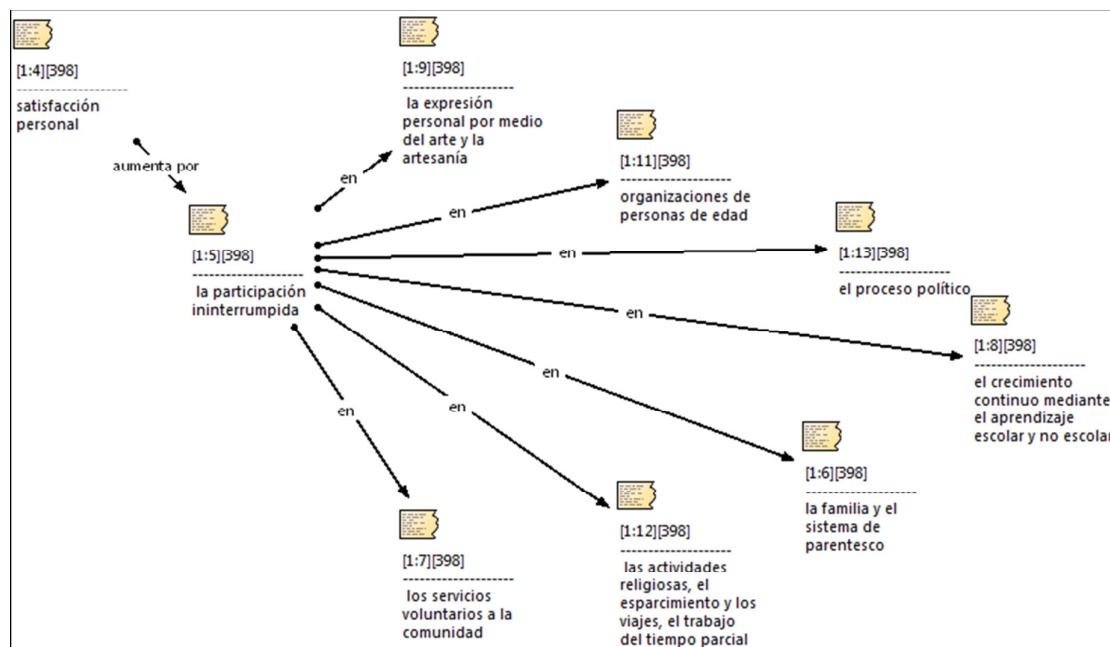 [1:4][398]
--------------------
satisfacción
personal
aumenta por
[1:5][398]
--------------------
la participación
ininterrumpida
en
[1:9][398]
--------------------
la expresión
personal por medio
del arte y la
artesanía
en
[1:11][398]
--------------------
organizaciones de
personas de edad
en
[1:13][398]
--------------------
el proceso político
en
[1:8][398]
--------------------
el crecimiento
continuo mediante
el aprendizaje
escolar y no escolar
en
[1:6][398]
--------------------
la familia y el
sistema de
parentesco
en
[1:12][398]
--------------------
las actividades
religiosas, el
esparcimiento y los
viajes, el trabajo
del tiempo parcial
en
[1:7][398]
--------------------
los servicios
voluntarios a la
comunidad